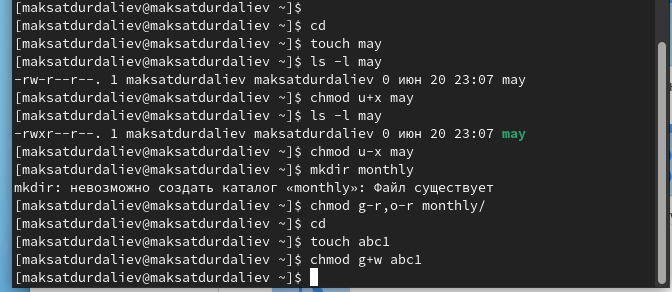 [maksatdurdaliev@maksatdurdaliev ~]$
[maksatdurdaliev@maksatdurdaliev ~]$ cd
[maksatdurdaliev@maksatdurdaliev ~]$ touch may
[maksatdurdaliev@maksatdurdaliev ~]$ ls -l may
-rw-r--r--. 1 maksatdurdaliev maksatdurdaliev 0 июн 20 23:07 may
[maksatdurdaliev@maksatdurdaliev ~]$ chmod u+x may
[maksatdurdaliev@maksatdurdaliev ~]$ ls -l may
-rwxr--r--. 1 maksatdurdaliev maksatdurdaliev 0 июн 20 23:07 may
[maksatdurdaliev@maksatdurdaliev ~]$ chmod u-x may
[maksatdurdaliev@maksatdurdaliev ~]$ mkdir monthly
mkdir: невозможно создать каталог «monthly»: Файл существует
[maksatdurdaliev@maksatdurdaliev ~]$ chmod g-r,o-r monthly/
[maksatdurdaliev@maksatdurdaliev ~]$ cd
[maksatdurdaliev@maksatdurdaliev ~]$ touch abc1
[maksatdurdaliev@maksatdurdaliev ~]$ chmod g+w abc1
[maksatdurdaliev@maksatdurdaliev ~]$